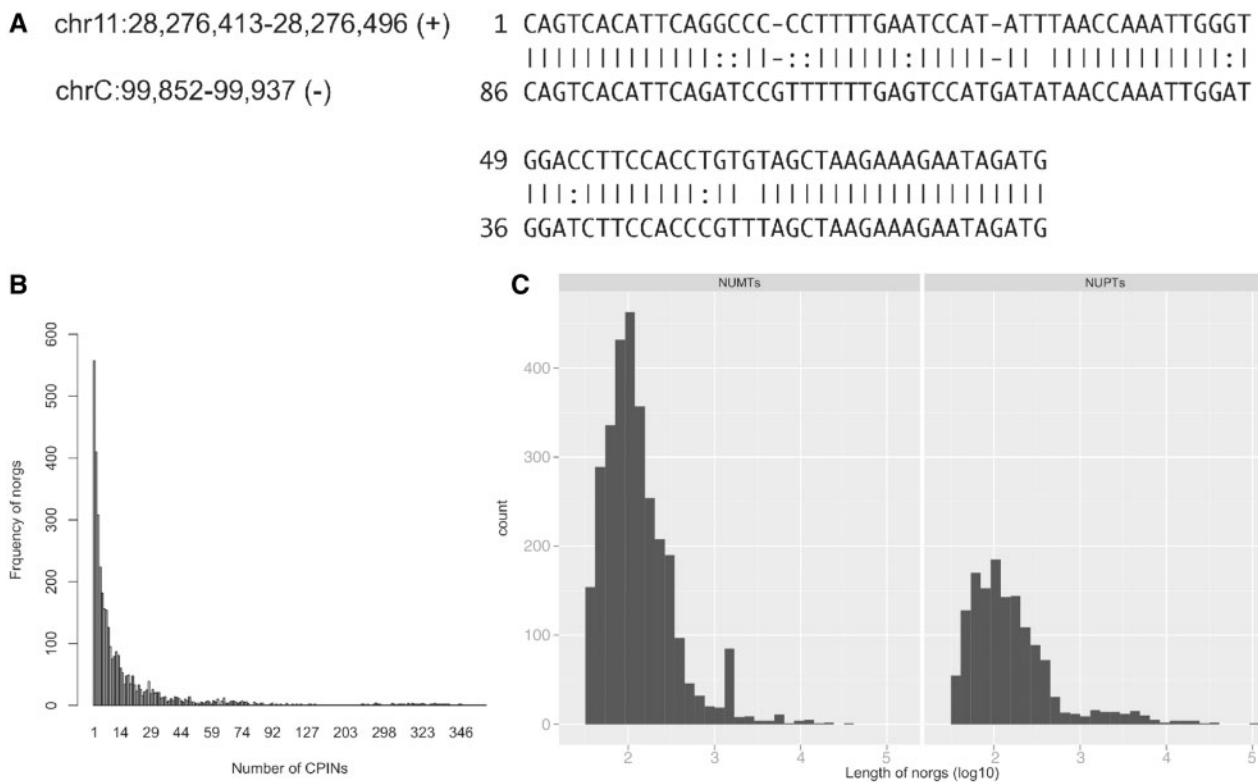 A chr11:28,276,413-28,276,496 (+) 1 CAGTCACATTCAGGCCC-CCTTTTGAATCCAT-ATTTAACCAAATTGGGT
|||||||||||||::||-::||||||:|||||-|| ||||||||||||:|
chrC:99,852-99,937 (-) 86 CAGTCACATTCAGATCCGTTTTTTGAGTCCATGATATAACCAAATTGGAT
49 GGACCTTCCACCTGTGTAGCTAAGAAAGAATAGATG
|||:||||||||:|| ||||||||||||||||||||
36 GGATCTTCCACCCGTTTAGCTAAGAAAGAATAGATG
B
600
500
400
300
200
100
0
Frquency of norgs
1 14 29 44 59 74 92 127 203 298 323 346
Number of CPINs
C
NUMTs NUPTs
400
300
200
100
0
count
2 3 4 5 2 3 4 5
Length of norgs (log10)